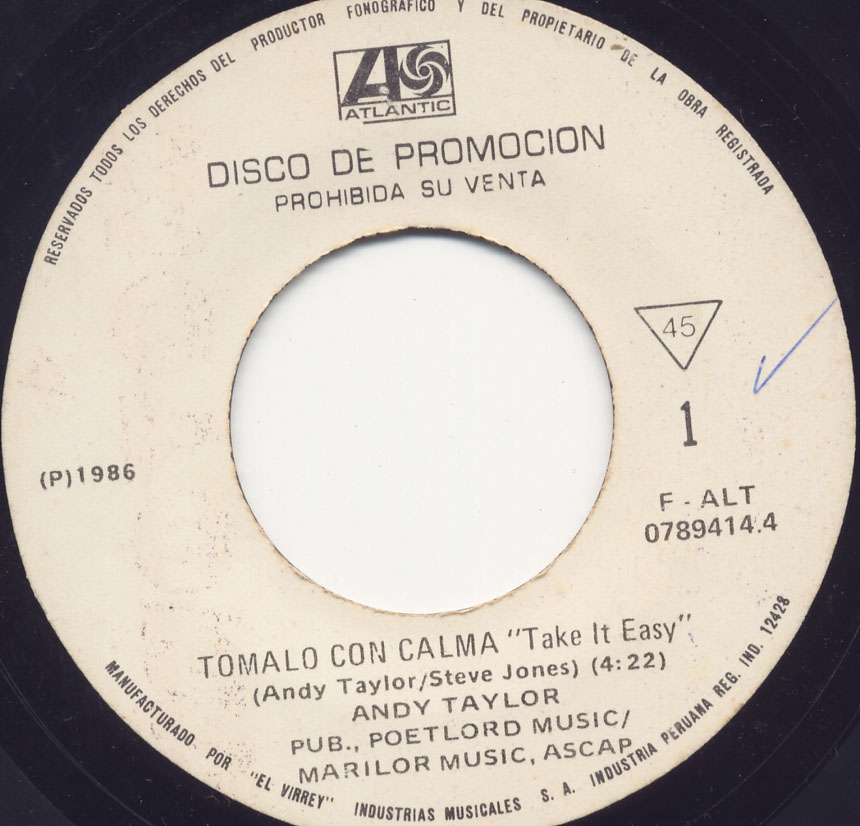 RESERVADOS TODOS LOS DERECHOS DEL PRODUCTOR FONOGRAFICO Y DEL PROPIETARIO DE LA OBRA REGISTRADA
ATLANTIC
DISCO DE PROMOCION
PROHIBIDA SU VENTA
45
1
(P)1986
F - ALT
0789414.4
TOMALO CON CALMA "Take It Easy"
(Andy Taylor/Steve Jones) (4:22)
ANDY TAYLOR
PUB., POETLORD MUSIC/
MARILOR MUSIC, ASCAP
MANUFACTURADO POR "EL VIRREY" INDUSTRIAS MUSICALES S. A. INDUSTRIA PERUANA REG. IND. 12428